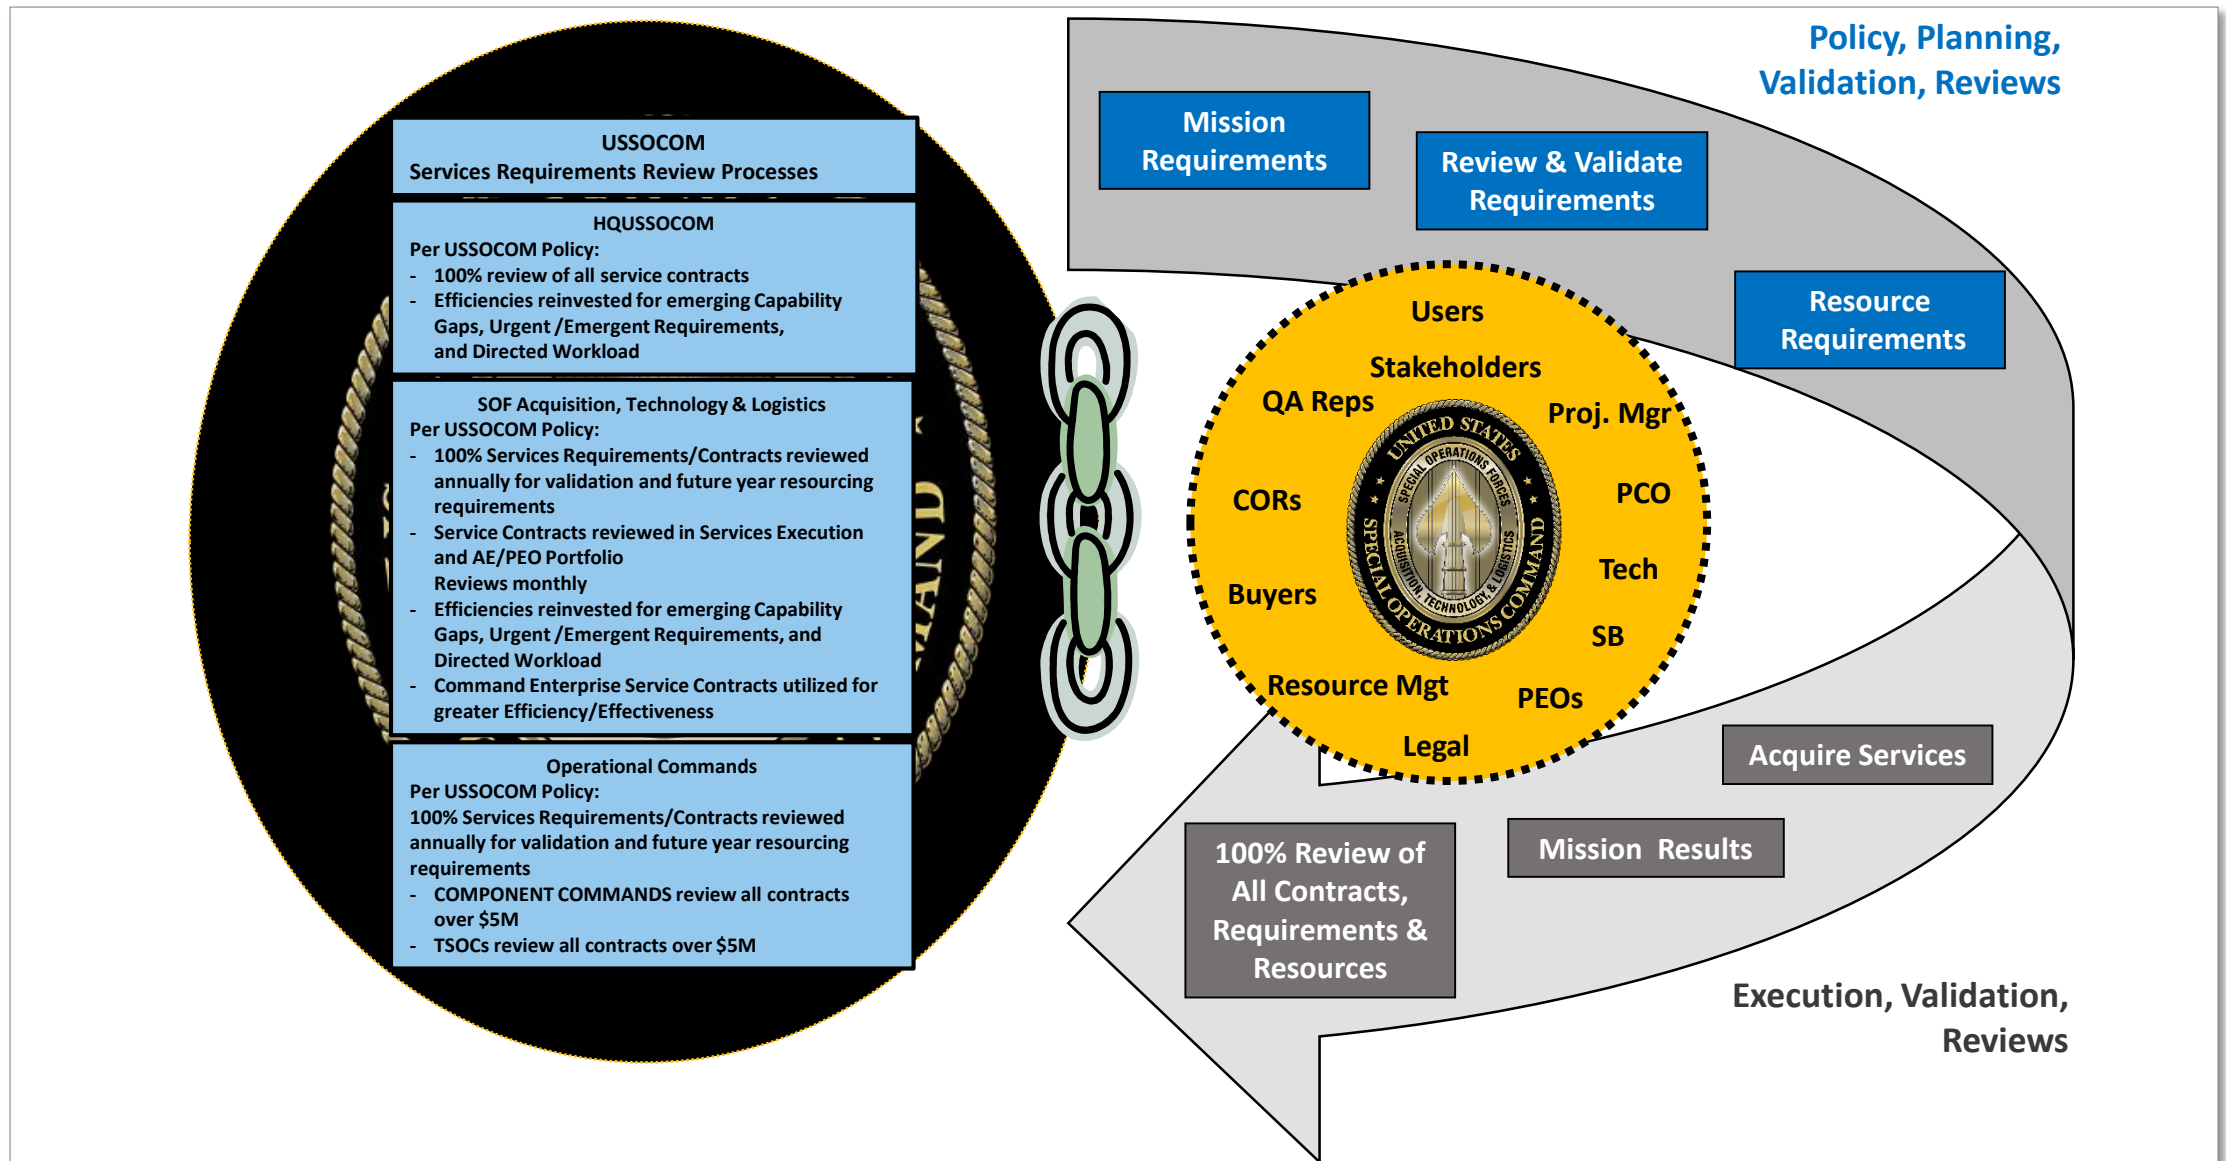 USSOCOM
Services Requirements Review Processes
HQUSSOCOM
Per USSOCOM Policy:
- 100% review of all service contracts
- Efficiencies reinvested for emerging Capability
Gaps, Urgent /Emergent Requirements,
and Directed Workload
SOF Acquisition, Technology & Logistics
Per USSOCOM Policy:
- 100% Services Requirements/Contracts reviewed
annually for validation and future year resourcing
requirements
- Service Contracts reviewed in Services Execution
and AE/PEO Portfolio
Reviews monthly
- Efficiencies reinvested for emerging Capability
Gaps, Urgent /Emergent Requirements, and
Directed Workload
- Command Enterprise Service Contracts utilized for
greater Efficiency/Effectiveness
Operational Commands
Per USSOCOM Policy:
100% Services Requirements/Contracts reviewed
annually for validation and future year resourcing
requirements
- COMPONENT COMMANDS review all contracts
over $5M
- TSOCs review all contracts over $5M
Policy, Planning,
Validation, Reviews
Mission
Requirements
Review & Validate
Requirements
Resource
Requirements
Users
Stakeholders
QA Reps
Proj. Mgr
CORs
PCO
Tech
Buyers
SB
Resource Mgt
PEOs
Legal
UNITED STATES
SPECIAL OPERATIONS COMMAND
SPECIAL OPERATIONS FORCES
ACQUISITION, TECHNOLOGY, & LOGISTICS
Acquire Services
Mission Results
100% Review of
All Contracts,
Requirements &
Resources
Execution, Validation,
Reviews